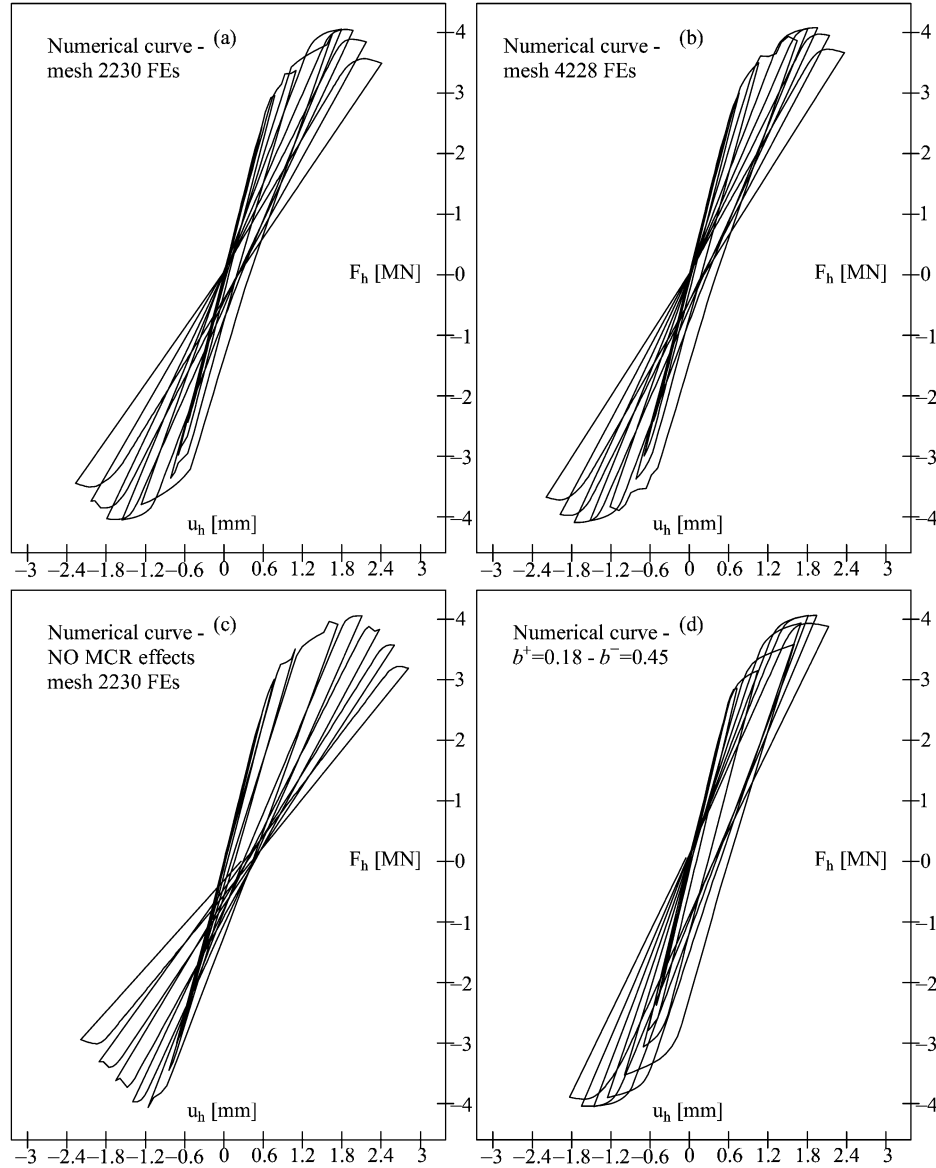 Numerical curve - (a)
mesh 2230 FEs
4
3
2
1
F_h [MN] 0
–1
–2
–3
–4
u_h [mm]
–3 –2.4 –1.8 –1.2 –0.6 0 0.6 1.2 1.8 2.4 3
Numerical curve - (b)
mesh 4228 FEs
4
3
2
1
F_h [MN] 0
–1
–2
–3
–4
u_h [mm]
–3 –2.4 –1.8 –1.2 –0.6 0 0.6 1.2 1.8 2.4 3
Numerical curve - (c)
NO MCR effects
mesh 2230 FEs
4
3
2
1
F_h [MN] 0
–1
–2
–3
–4
u_h [mm]
–3 –2.4 –1.8 –1.2 –0.6 0 0.6 1.2 1.8 2.4 3
Numerical curve - (d)
b⁺=0.18 - b⁻=0.45
4
3
2
1
F_h [MN] 0
–1
–2
–3
–4
u_h [mm]
–3 –2.4 –1.8 –1.2 –0.6 0 0.6 1.2 1.8 2.4 3